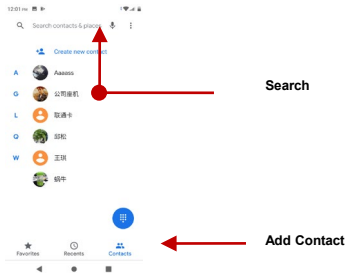 12:01 PM
Search contacts & places
Create new contact
A Aaaass
G 公司座机
L 联通卡
Q 邱松
W 王琪
蜗牛
Favorites Recents Contacts
Search
Add Contact